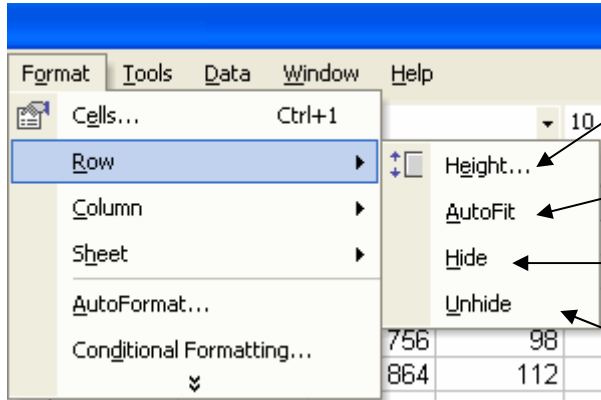 Format Tools Data Window Help
Cells... Ctrl+1
10
Row
Height...
Column
AutoFit
Sheet
Hide
AutoFormat...
Unhide
Conditional Formatting...
756 98
864 112